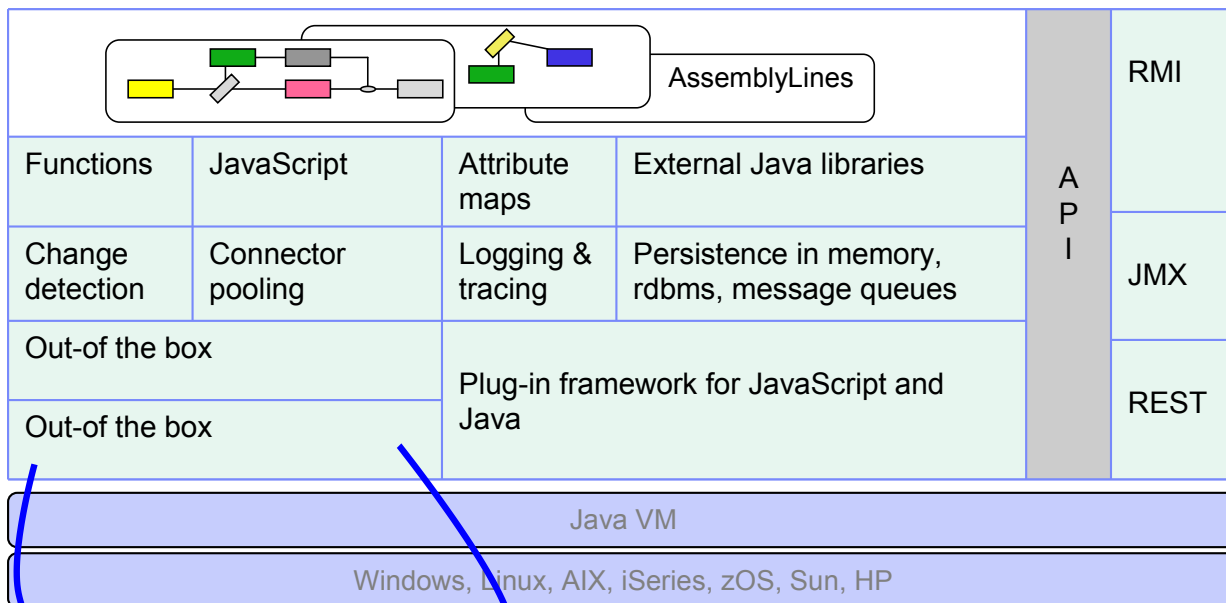 AssemblyLines
RMI
Functions
JavaScript
Attribute
maps
External Java libraries
A
P
I
Change
detection
Connector
pooling
Logging &
tracing
Persistence in memory,
rdbms, message queues
JMX
Out-of the box
Plug-in framework for JavaScript and
Java
REST
Out-of the box
Java VM
Windows, Linux, AIX, iSeries, zOS, Sun, HP